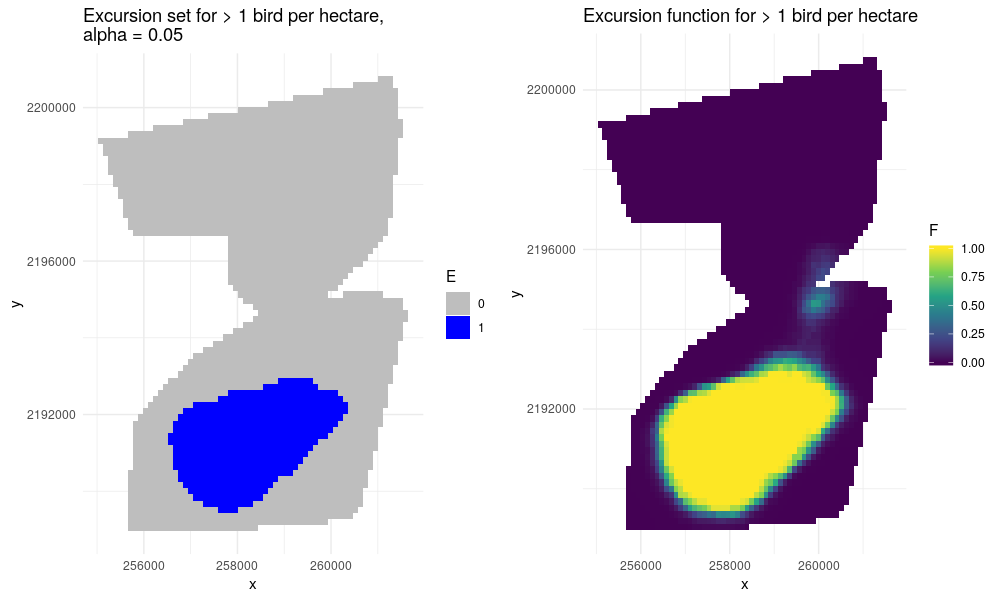 Excursion set for > 1 bird per hectare,
alpha = 0.05
2200000
2196000
2192000
y
256000 258000 260000
x
E
0
1
Excursion function for > 1 bird per hectare
2200000
2196000
2192000
y
256000 258000 260000
x
F
1.00
0.75
0.50
0.25
0.00